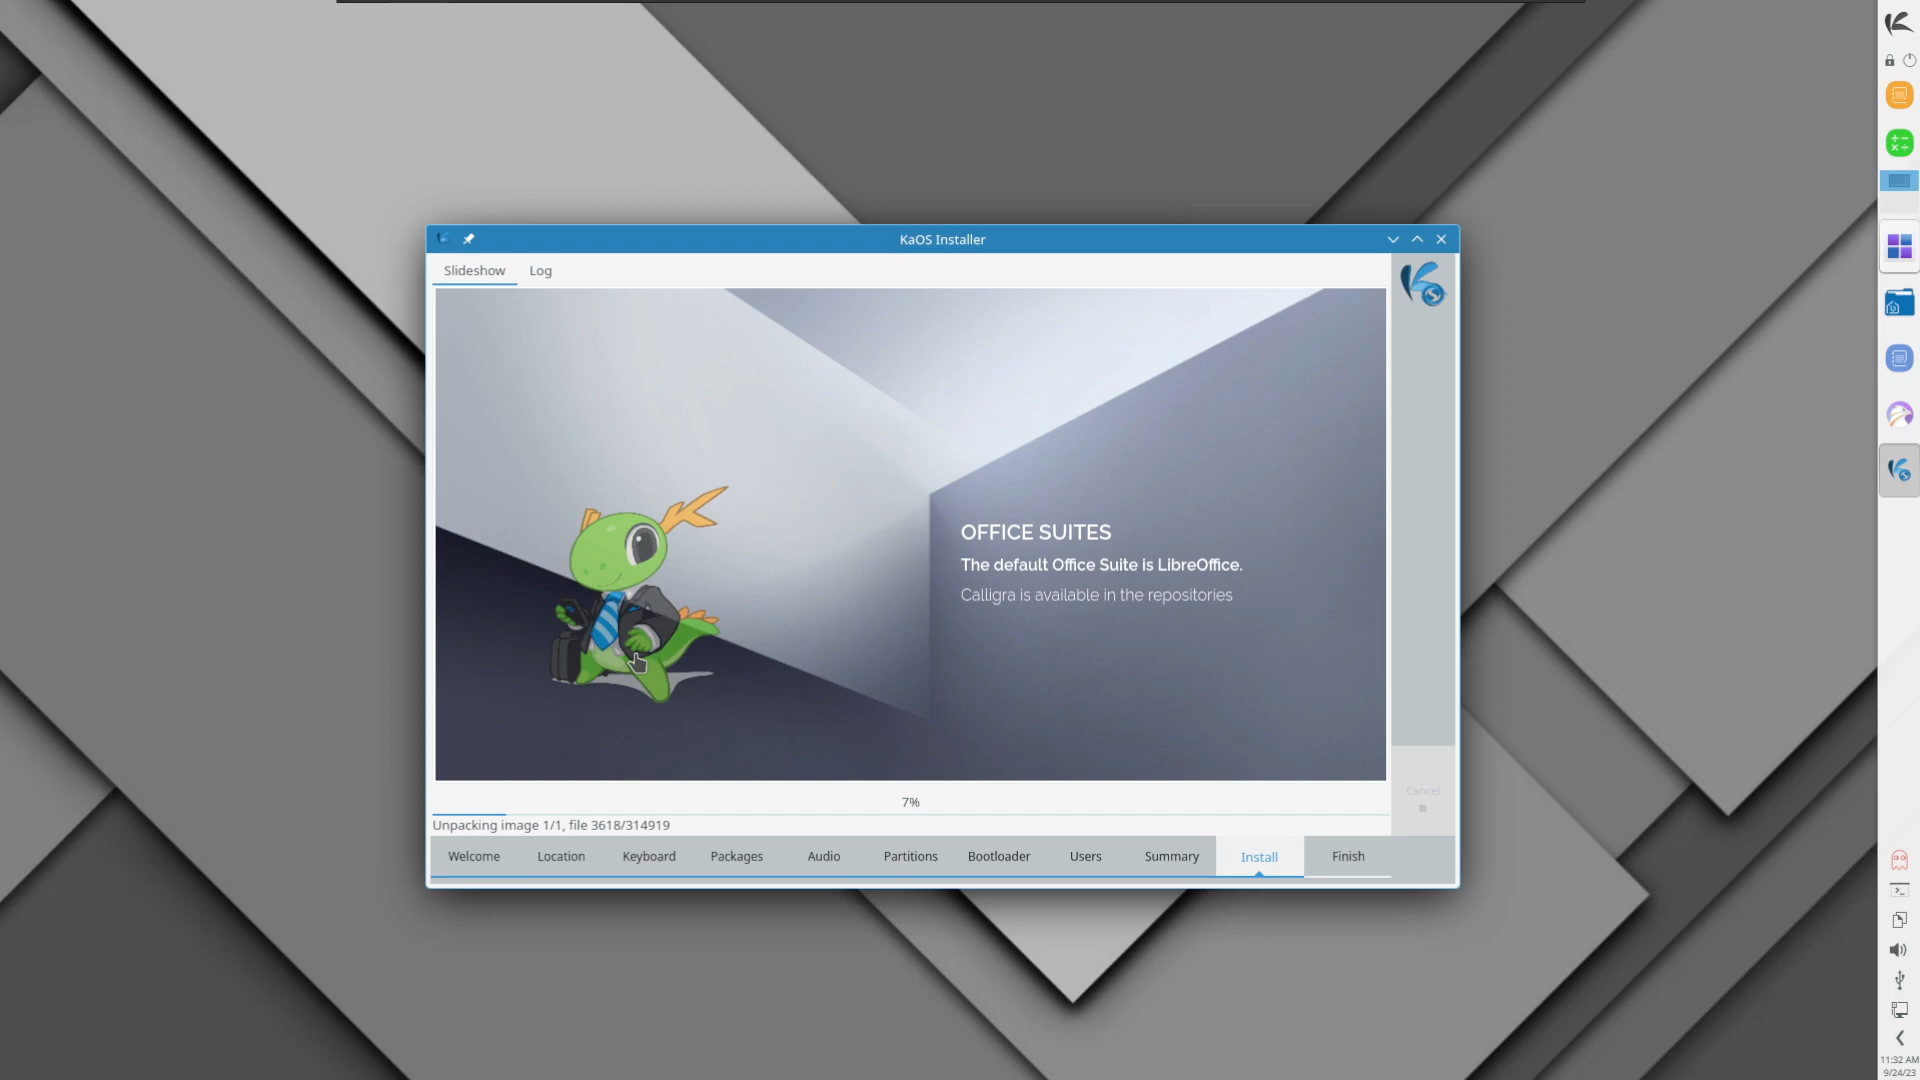 KaOS Installer
Slideshow
Log
OFFICE SUITES
The default Office Suite is LibreOffice.
Calligra is available in the repositories
Cancel
7%
Unpacking image 1/1, file 3618/314919
Welcome
Location
Keyboard
Packages
Audio
Partitions
Bootloader
Users
Summary
Install
Finish
11:32 AM
9/24/23